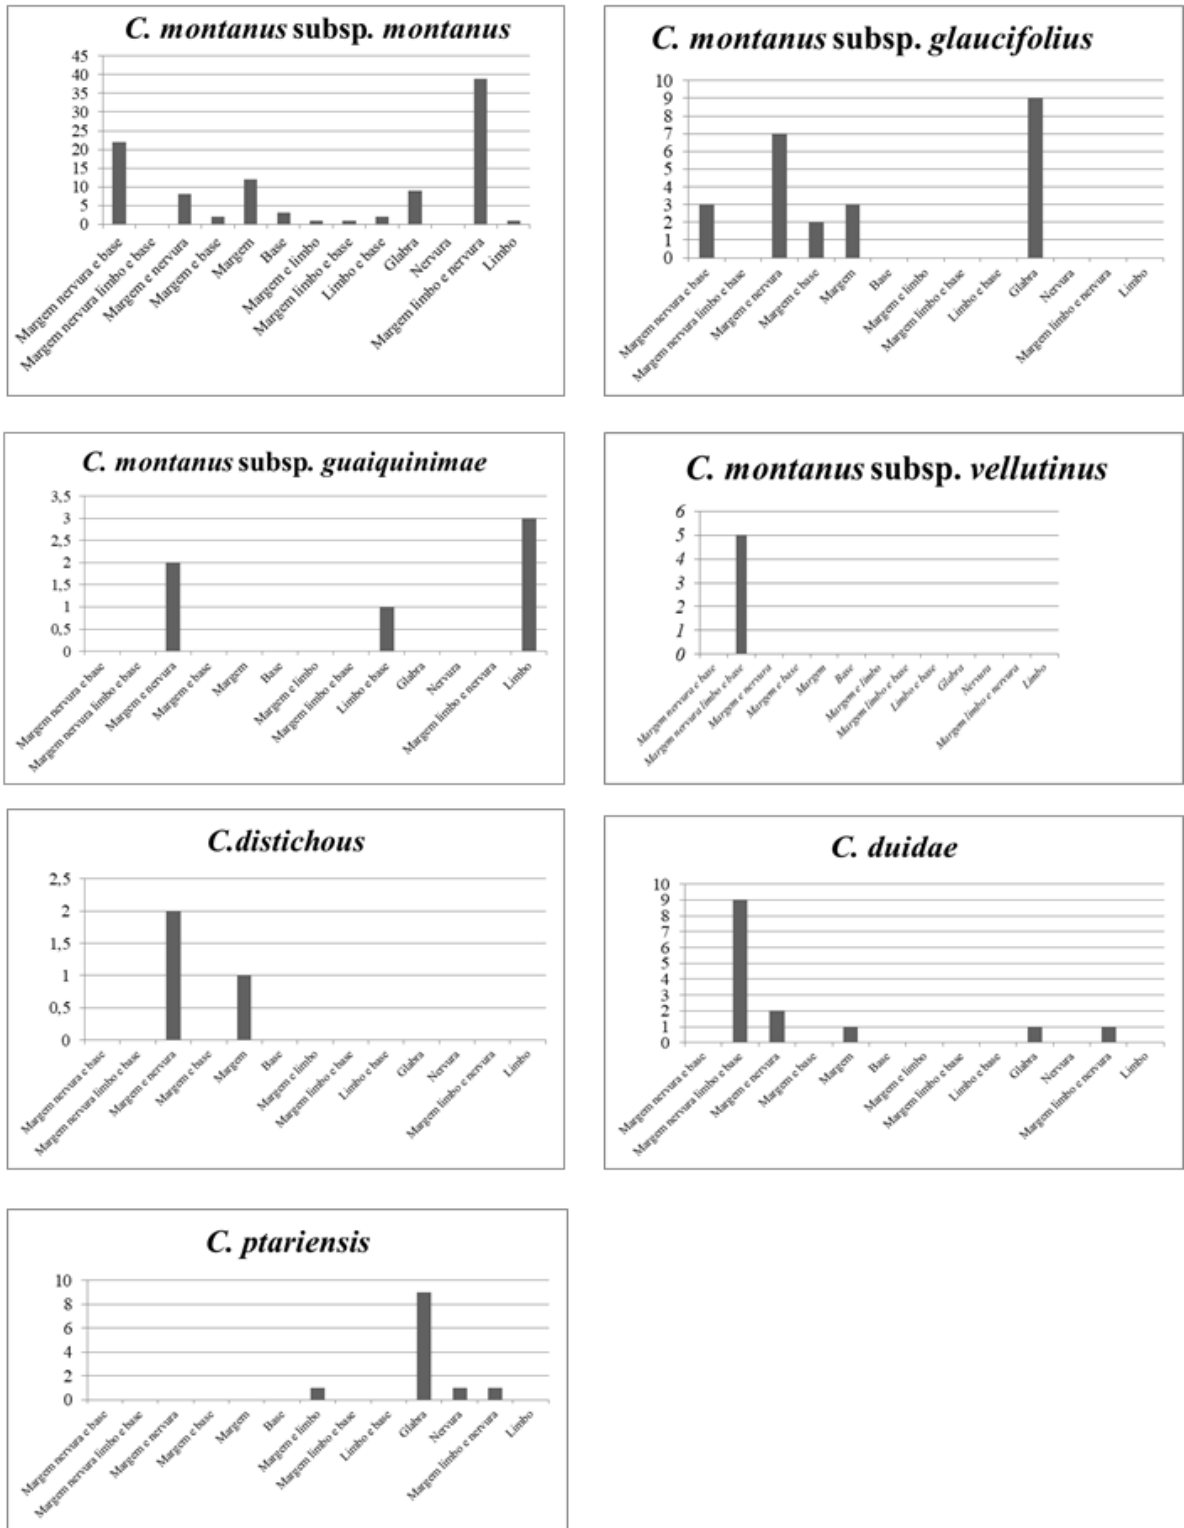 C. montanus subsp. montanus
45
40
35
30
25
20
15
10
5
0
Margem nervura e base
Margem nervura limbo e base
Margem e nervura
Margem e base
Margem
Base
Margem e limbo
Margem limbo e base
Limbo e base
Glabra
Nervura
Margem limbo e nervura
Limbo
C. montanus subsp. glaucifolius
10
9
8
7
6
5
4
3
2
1
0
Margem nervura e base
Margem nervura limbo e base
Margem e nervura
Margem e base
Margem
Base
Margem e limbo
Margem limbo e base
Limbo e base
Glabra
Nervura
Margem limbo e nervura
Limbo
C. montanus subsp. guaiquinimae
3,5
3
2,5
2
1,5
1
0,5
0
Margem nervura e base
Margem nervura limbo e base
Margem e nervura
Margem e base
Margem
Base
Margem e limbo
Margem limbo e base
Limbo e base
Glabra
Nervura
Margem limbo e nervura
Limbo
C. montanus subsp. vellutinus
6
5
4
3
2
1
0
Margem nervura e base
Margem nervura limbo e base
Margem e nervura
Margem e base
Margem
Base
Margem e limbo
Margem limbo e base
Limbo e base
Glabra
Nervura
Margem limbo e nervura
Limbo
C.distichous
2,5
2
1,5
1
0,5
0
Margem nervura e base
Margem nervura limbo e base
Margem e nervura
Margem e base
Margem
Base
Margem e limbo
Margem limbo e base
Limbo e base
Glabra
Nervura
Margem limbo e nervura
Limbo
C. duidae
10
9
8
7
6
5
4
3
2
1
0
Margem nervura e base
Margem nervura limbo e base
Margem e nervura
Margem e base
Margem
Base
Margem e limbo
Margem limbo e base
Limbo e base
Glabra
Nervura
Margem limbo e nervura
Limbo
C. ptariensis
10
8
6
4
2
0
Margem nervura e base
Margem nervura limbo e base
Margem e nervura
Margem e base
Margem
Base
Margem e limbo
Margem limbo e base
Limbo e base
Glabra
Nervura
Margem limbo e nervura
Limbo